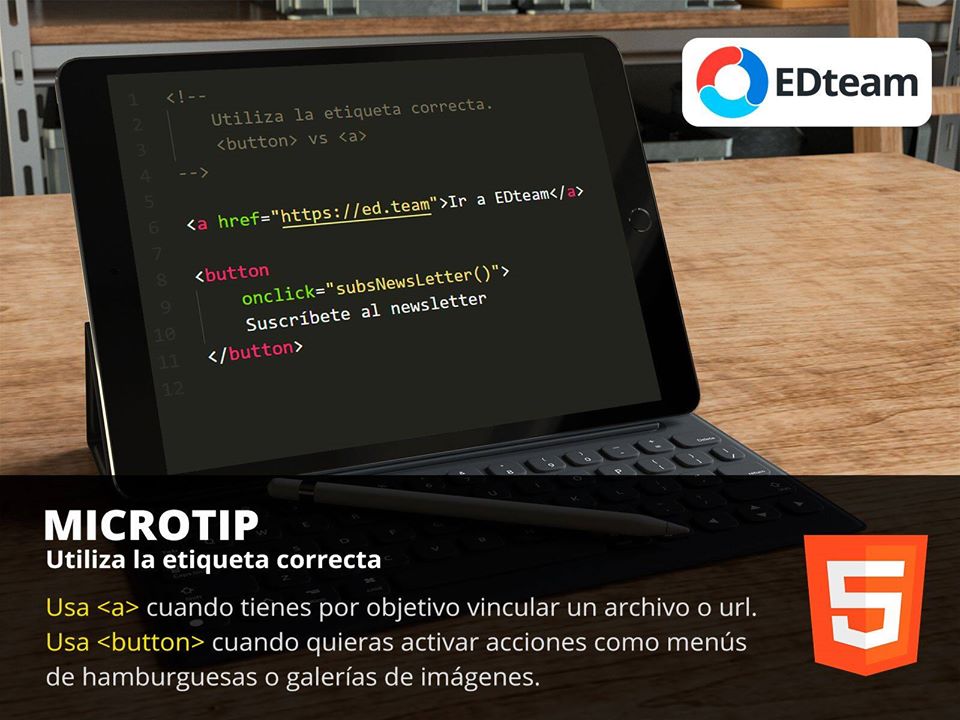 EDteam
1 <!--
2 Utiliza la etiqueta correcta.
3 <button> vs <a>
4 -->
5
6 <a href="https://ed.team">Ir a EDteam</a>
7
8 <button
9 onclick="subsNewsLetter()">
10 Suscríbete al newsletter
11 </button>
12
MICROTIP
Utiliza la etiqueta correcta
Usa <a> cuando tienes por objetivo vincular un archivo o url.
Usa <button> cuando quieras activar acciones como menús
de hamburguesas o galerías de imágenes.
5